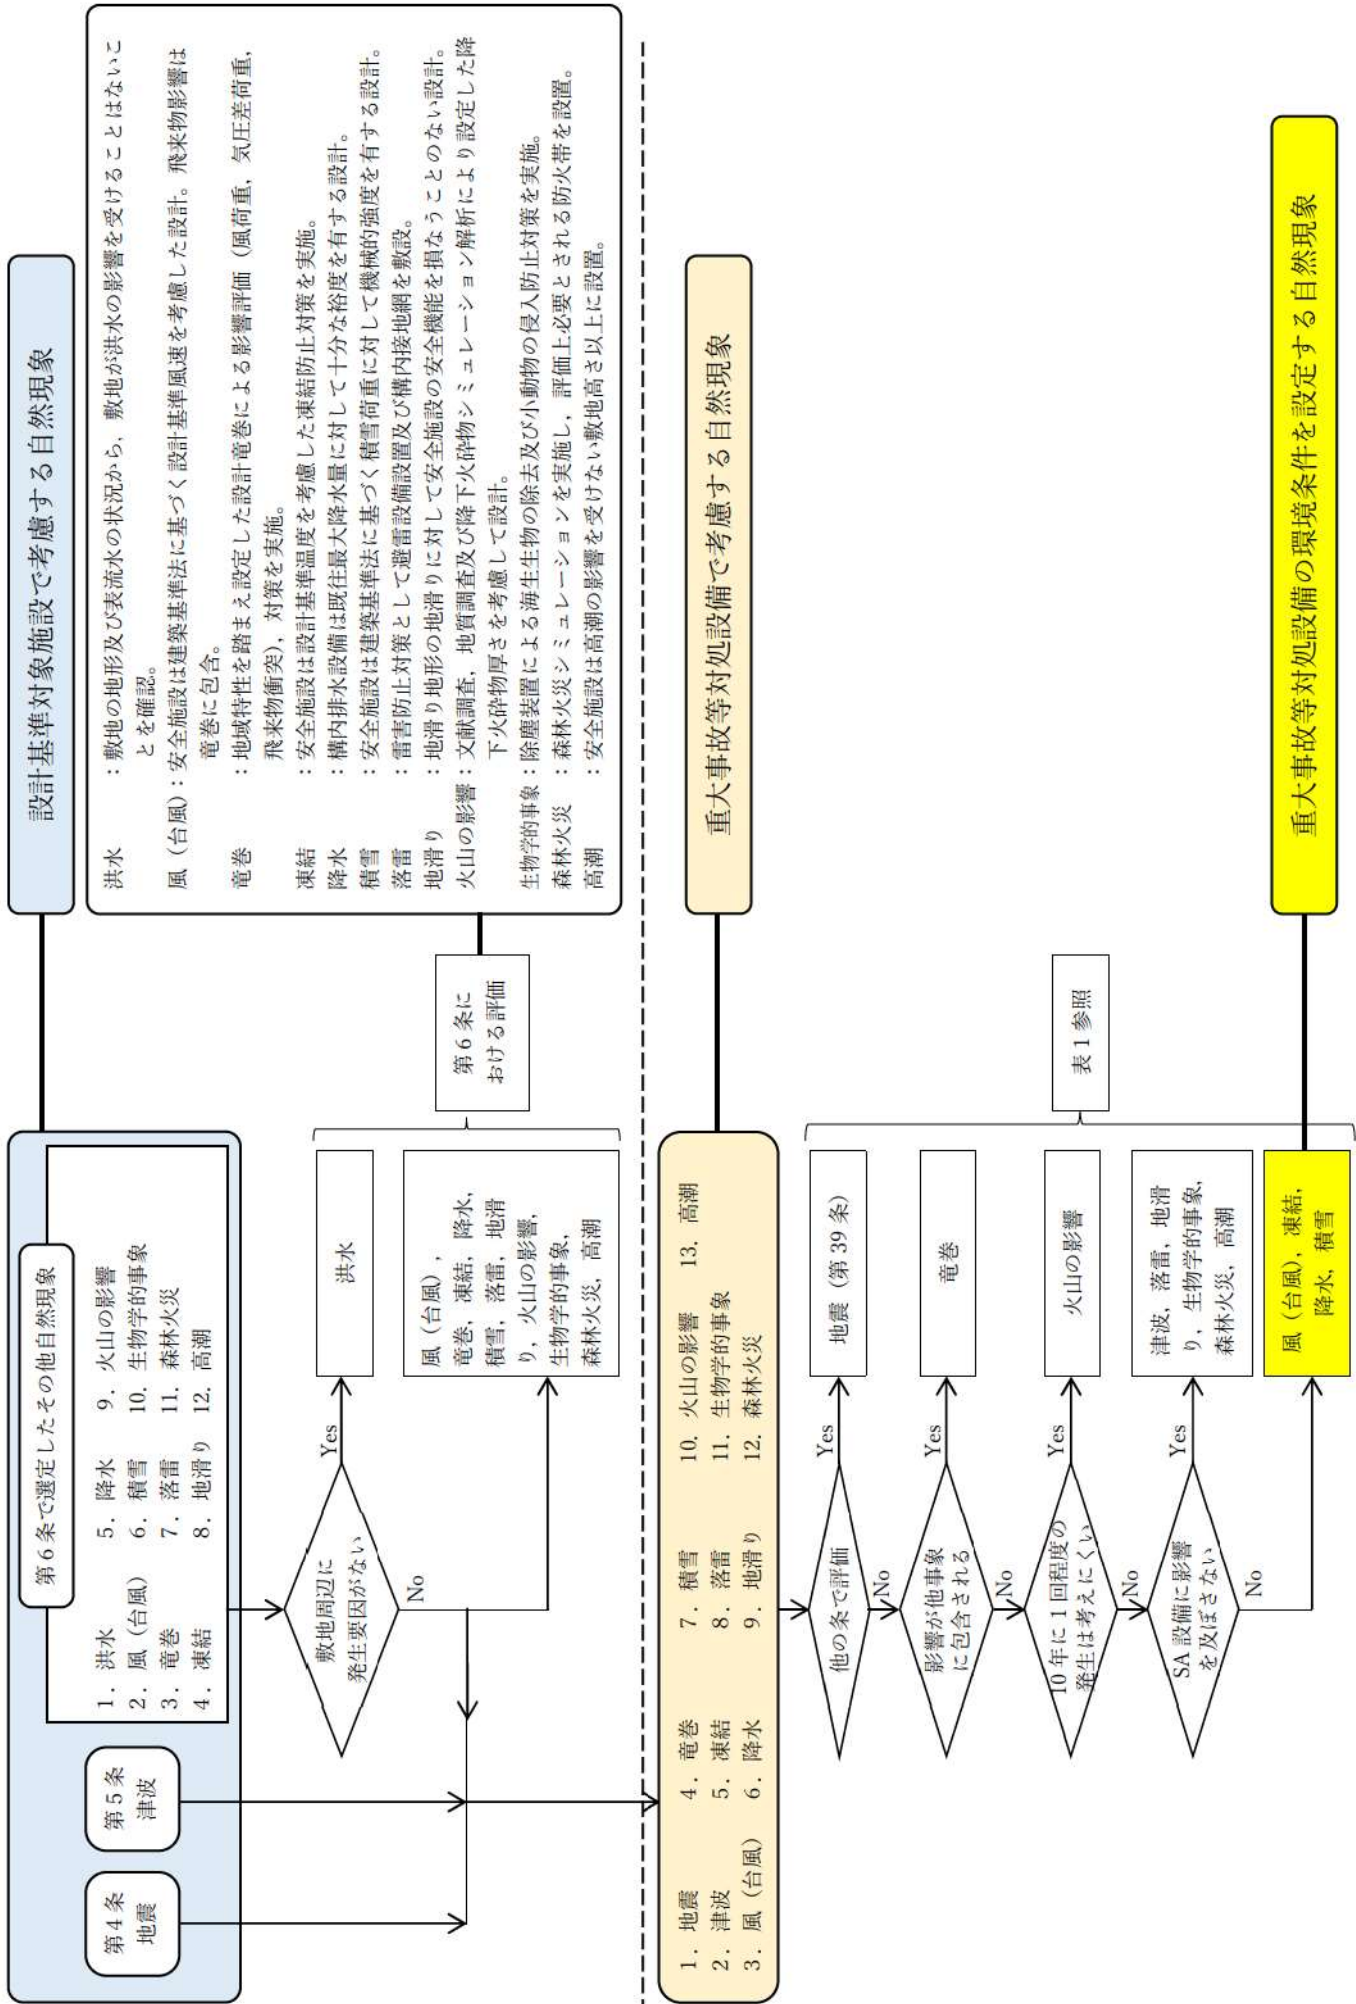 設計基準対象施設で考慮する自然現象
第6条で選定したその他自然現象
1. 洪水
2. 風（台風）
3. 竜巻
4. 凍結
5. 降水
6. 積雪
7. 落雷
8. 地滑り
9. 火山の影響
10. 生物学的事象
11. 森林火災
12. 高潮
第4条
地震
第5条
津波
敷地周辺に
発生要因がない
Yes
No
洪水
風（台風），
竜巻，凍結，降水，
積雪，落雷，地滑
り，火山の影響，
生物学的事象，
森林火災，高潮
第6条に
おける評価
洪水　　　：敷地の地形及び表流水の状況から，敷地が洪水の影響を受けることはないこ
とを確認。
風（台風）：安全施設は建築基準法に基づく設計基準風速を考慮した設計。飛来物影響は
竜巻に包含。
竜巻　　　：地域特性を踏まえ設定した設計竜巻による影響評価（風荷重，気圧差荷重，
飛来物衝突），対策を実施。
凍結　　　：安全施設は設計基準温度を考慮した凍結防止対策を実施。
降水　　　：構内排水設備は既往最大降水量に対して十分な裕度を有する設計。
積雪　　　：安全施設は建築基準法に基づく積雪荷重に対して機械的強度を有する設計。
落雷　　　：雷害防止対策として避雷設備設置及び構内接地網を敷設。
地滑り　　：地滑り地形の地滑りに対して安全施設の安全機能を損なうことのない設計。
火山の影響：文献調査，地質調査及び降下火砕物シミュレーション解析により設定した降
下火砕物厚さを考慮して設計。
生物学的事象：除塵装置による海生生物の除去及び小動物の侵入防止対策を実施。
森林火災　：森林火災シミュレーションを実施し，評価上必要とされる防火帯を設置。
高潮　　　：安全施設は高潮の影響を受けない敷地高さ以上に設置。
重大事故等対処設備で考慮する自然現象
1. 地震
2. 津波
3. 風（台風）
4. 竜巻
5. 凍結
6. 降水
7. 積雪
8. 落雷
9. 地滑り
10. 火山の影響
11. 生物学的事象
12. 森林火災
13. 高潮
他の条で評価
Yes
地震（第39条）
No
影響が他事象
に包含される
Yes
竜巻
No
10年に1回程度の
発生は考えにくい
Yes
火山の影響
No
SA設備に影響
を及ぼさない
Yes
津波，落雷，地滑
り，生物学的事象，
森林火災，高潮
No
風（台風），凍結，
降水，積雪
表1参照
重大事故等対処設備の環境条件を設定する自然現象